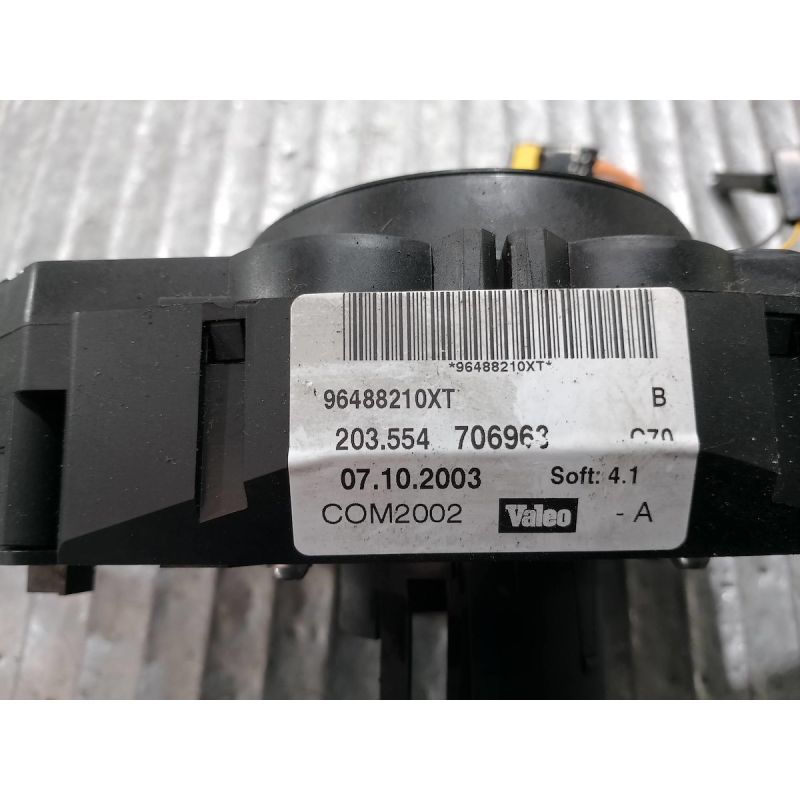 *96488210XT*
96488210XT B
203.554 706963
07.10.2003 Soft: 4.1
COM2002 Valeo - A